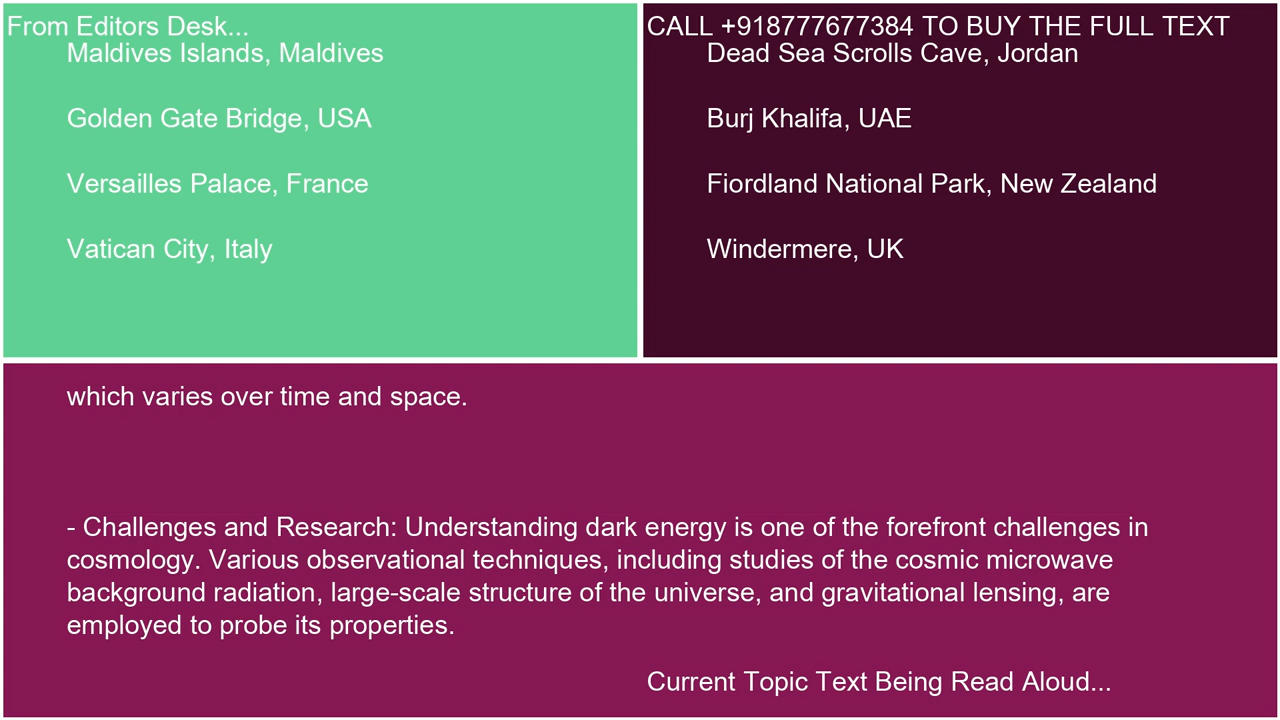 From Editors Desk...
Maldives Islands, Maldives
Golden Gate Bridge, USA
Versailles Palace, France
Vatican City, Italy
CALL +918777677384 TO BUY THE FULL TEXT
Dead Sea Scrolls Cave, Jordan
Burj Khalifa, UAE
Fiordland National Park, New Zealand
Windermere, UK
which varies over time and space.
- Challenges and Research: Understanding dark energy is one of the forefront challenges in
cosmology. Various observational techniques, including studies of the cosmic microwave
background radiation, large-scale structure of the universe, and gravitational lensing, are
employed to probe its properties.
Current Topic Text Being Read Aloud...